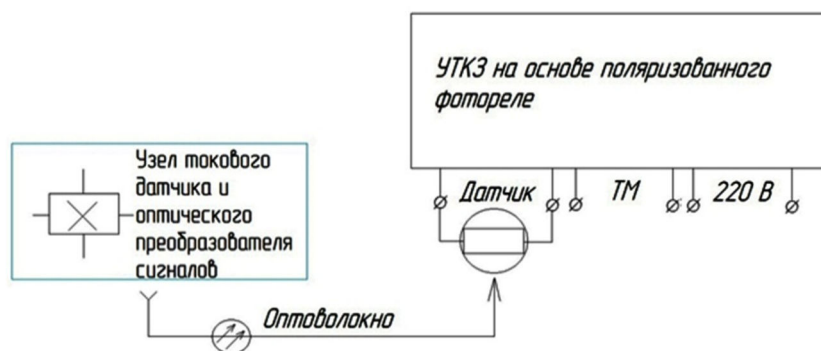 УТКЗ на основе поляризованного
фотореле
Узел токового
датчика и
оптического
преобразователя
сигналов
Датчик
ТМ
220 В
Оптоволокно